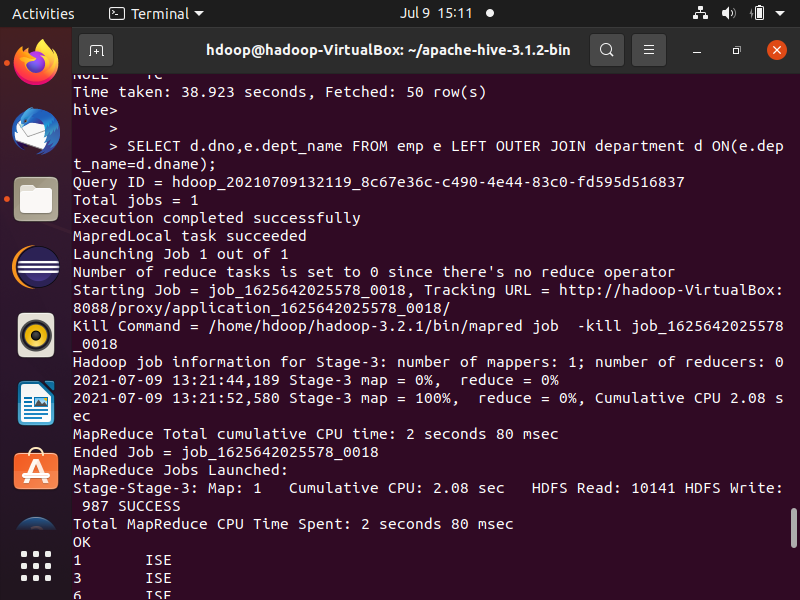 Activities Terminal Jul 9 15:11
hdoop@hadoop-VirtualBox: ~/apache-hive-3.1.2-bin
NULL TC
Time taken: 38.923 seconds, Fetched: 50 row(s)
hive>
>
> SELECT d.dno,e.dept_name FROM emp e LEFT OUTER JOIN department d ON(e.dep
t_name=d.dname);
Query ID = hdoop_20210709132119_8c67e36c-c490-4e44-83c0-fd595d516837
Total jobs = 1
Execution completed successfully
MapredLocal task succeeded
Launching Job 1 out of 1
Number of reduce tasks is set to 0 since there's no reduce operator
Starting Job = job_1625642025578_0018, Tracking URL = http://hadoop-VirtualBox:
8088/proxy/application_1625642025578_0018/
Kill Command = /home/hdoop/hadoop-3.2.1/bin/mapred job  -kill job_1625642025578
_0018
Hadoop job information for Stage-3: number of mappers: 1; number of reducers: 0
2021-07-09 13:21:44,189 Stage-3 map = 0%,  reduce = 0%
2021-07-09 13:21:52,580 Stage-3 map = 100%,  reduce = 0%, Cumulative CPU 2.08 s
ec
MapReduce Total cumulative CPU time: 2 seconds 80 msec
Ended Job = job_1625642025578_0018
MapReduce Jobs Launched:
Stage-Stage-3: Map: 1   Cumulative CPU: 2.08 sec   HDFS Read: 10141 HDFS Write:
987 SUCCESS
Total MapReduce CPU Time Spent: 2 seconds 80 msec
OK
1 ISE
3 ISE
6 ISE